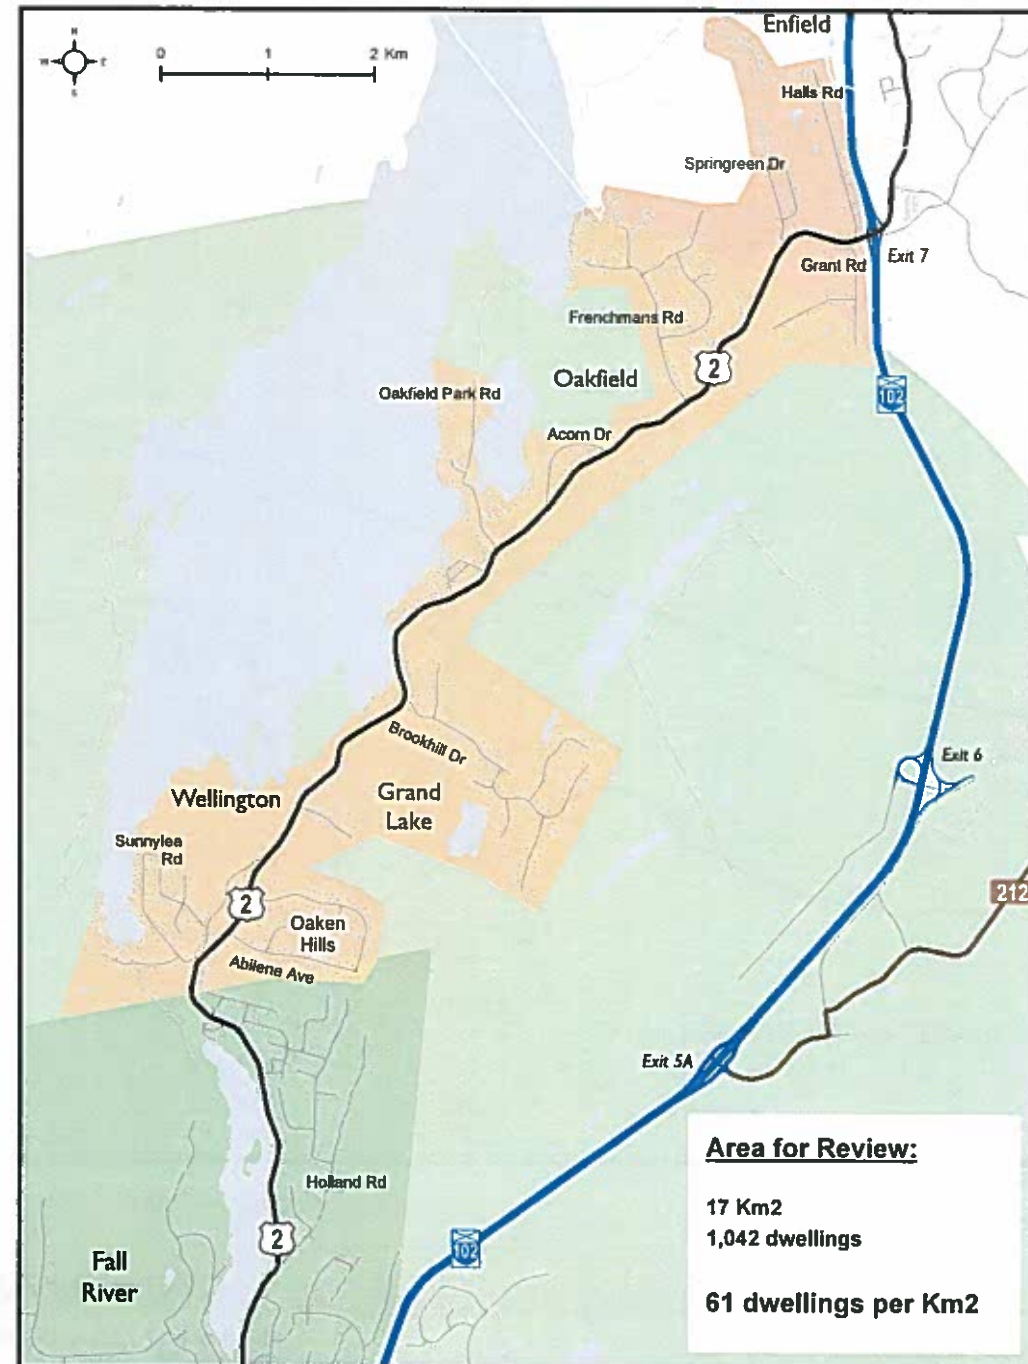 N
W
E
S
0 1 2 Km
Enfield
Halls Rd
Springreen Dr
Exit 7
Grant Rd
Frenchmans Rd
2
Oakfield
102
Oakfield Park Rd
Acorn Dr
Brookhill Dr
Exit 6
Wellington
Grand
Lake
Sunnylea
Rd
212
2
Oaken
Hills
Abilene Ave
Exit 5A
Area for Review:
17 Km2
1,042 dwellings
61 dwellings per Km2
Holland Rd
2
102
Fall
River